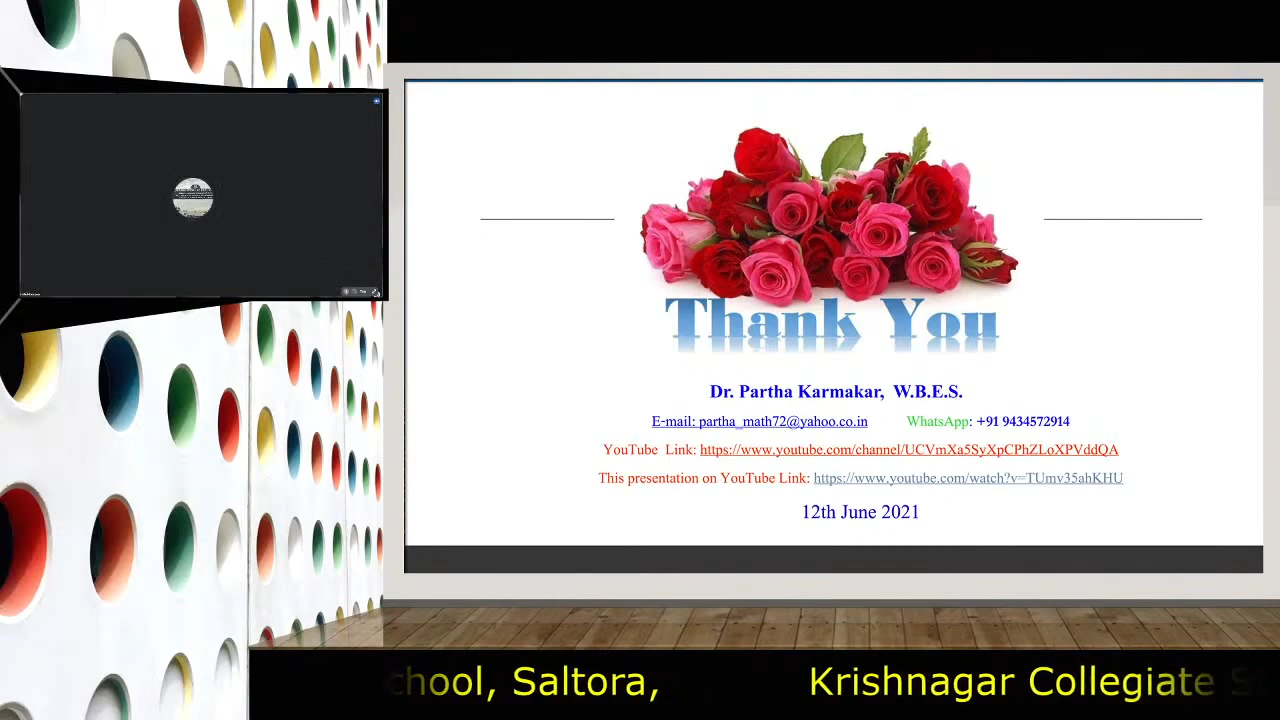 Thank You
Dr. Partha Karmakar, W.B.E.S.
E-mail: partha_math72@yahoo.co.in WhatsApp: +91 9434572914
YouTube Link: https://www.youtube.com/channel/UCVmXa5SyXpCPhZLoXPVddQA
This presentation on YouTube Link: https://www.youtube.com/watch?v=TUmv35ahKHU
12th June 2021
chool, Saltora, Krishnagar Collegiate